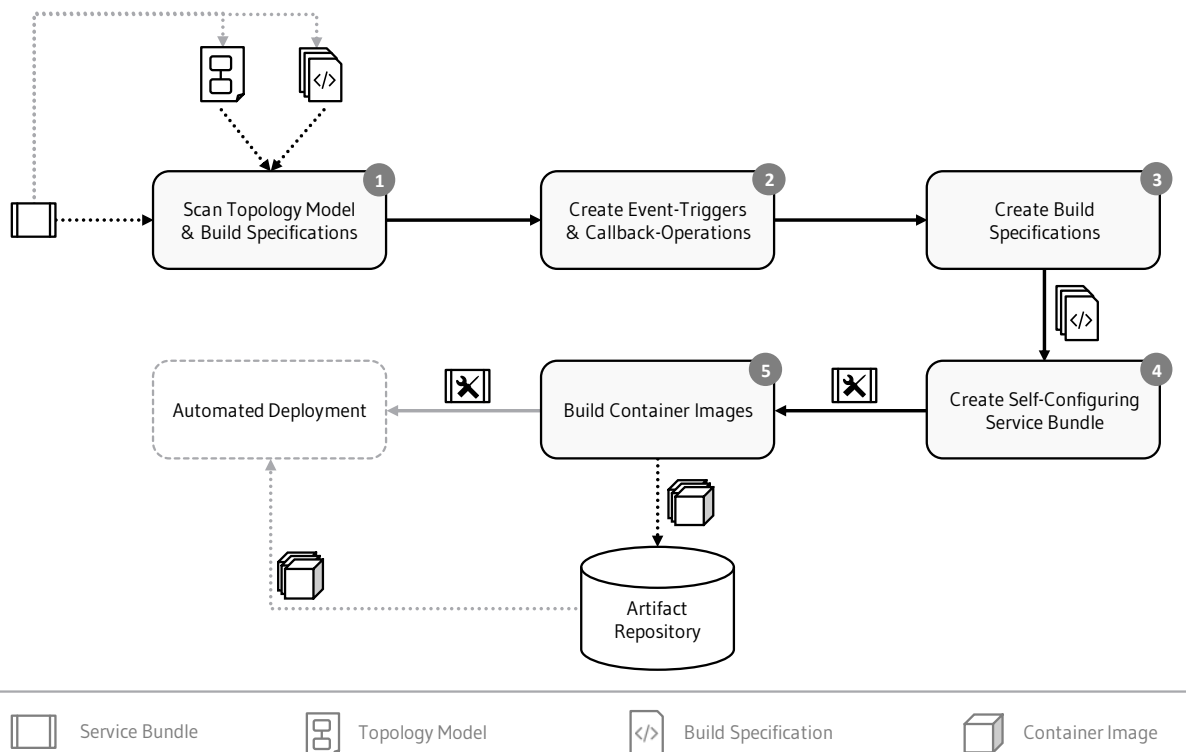 1
Scan Topology Model
& Build Specifications
2
Create Event-Triggers
& Callback-Operations
3
Create Build
Specifications
</>
</>
4
Create Self-Configuring
Service Bundle
5
Build Container Images
Automated Deployment
Artifact
Repository
Service Bundle
Topology Model
</>
Build Specification
Container Image